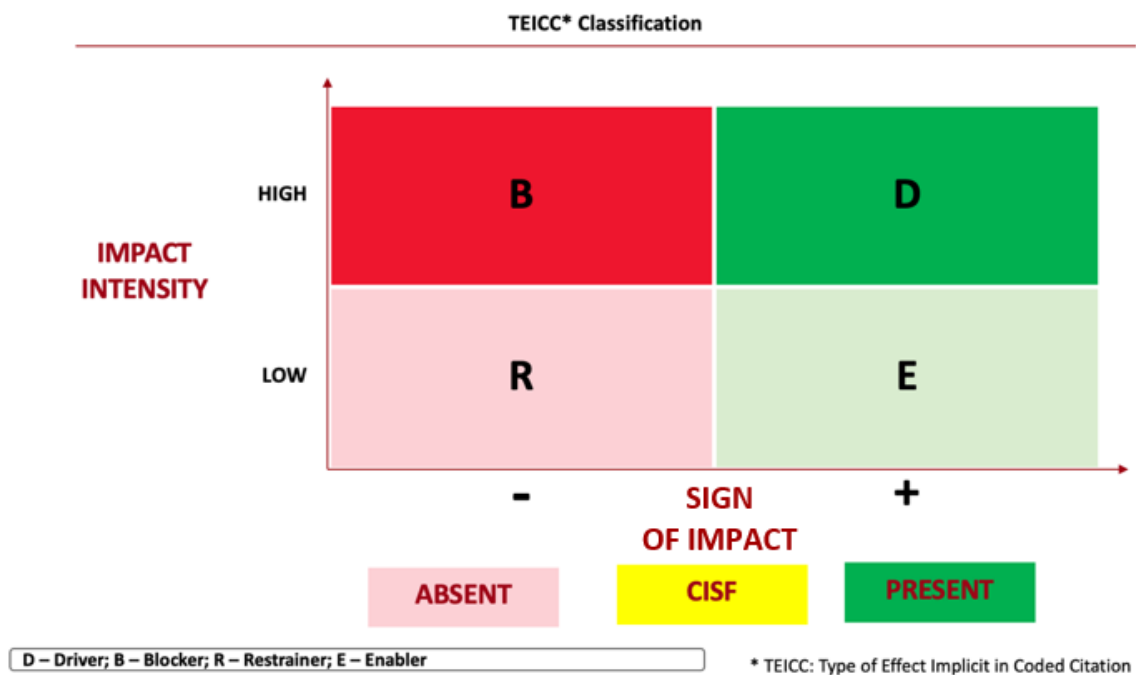 TEICC* Classification
HIGH
B
D
IMPACT
INTENSITY
LOW
R
E
-
SIGN
+
OF IMPACT
ABSENT
CISF
PRESENT
D – Driver; B – Blocker; R – Restrainer; E – Enabler
* TEICC: Type of Effect Implicit in Coded Citation